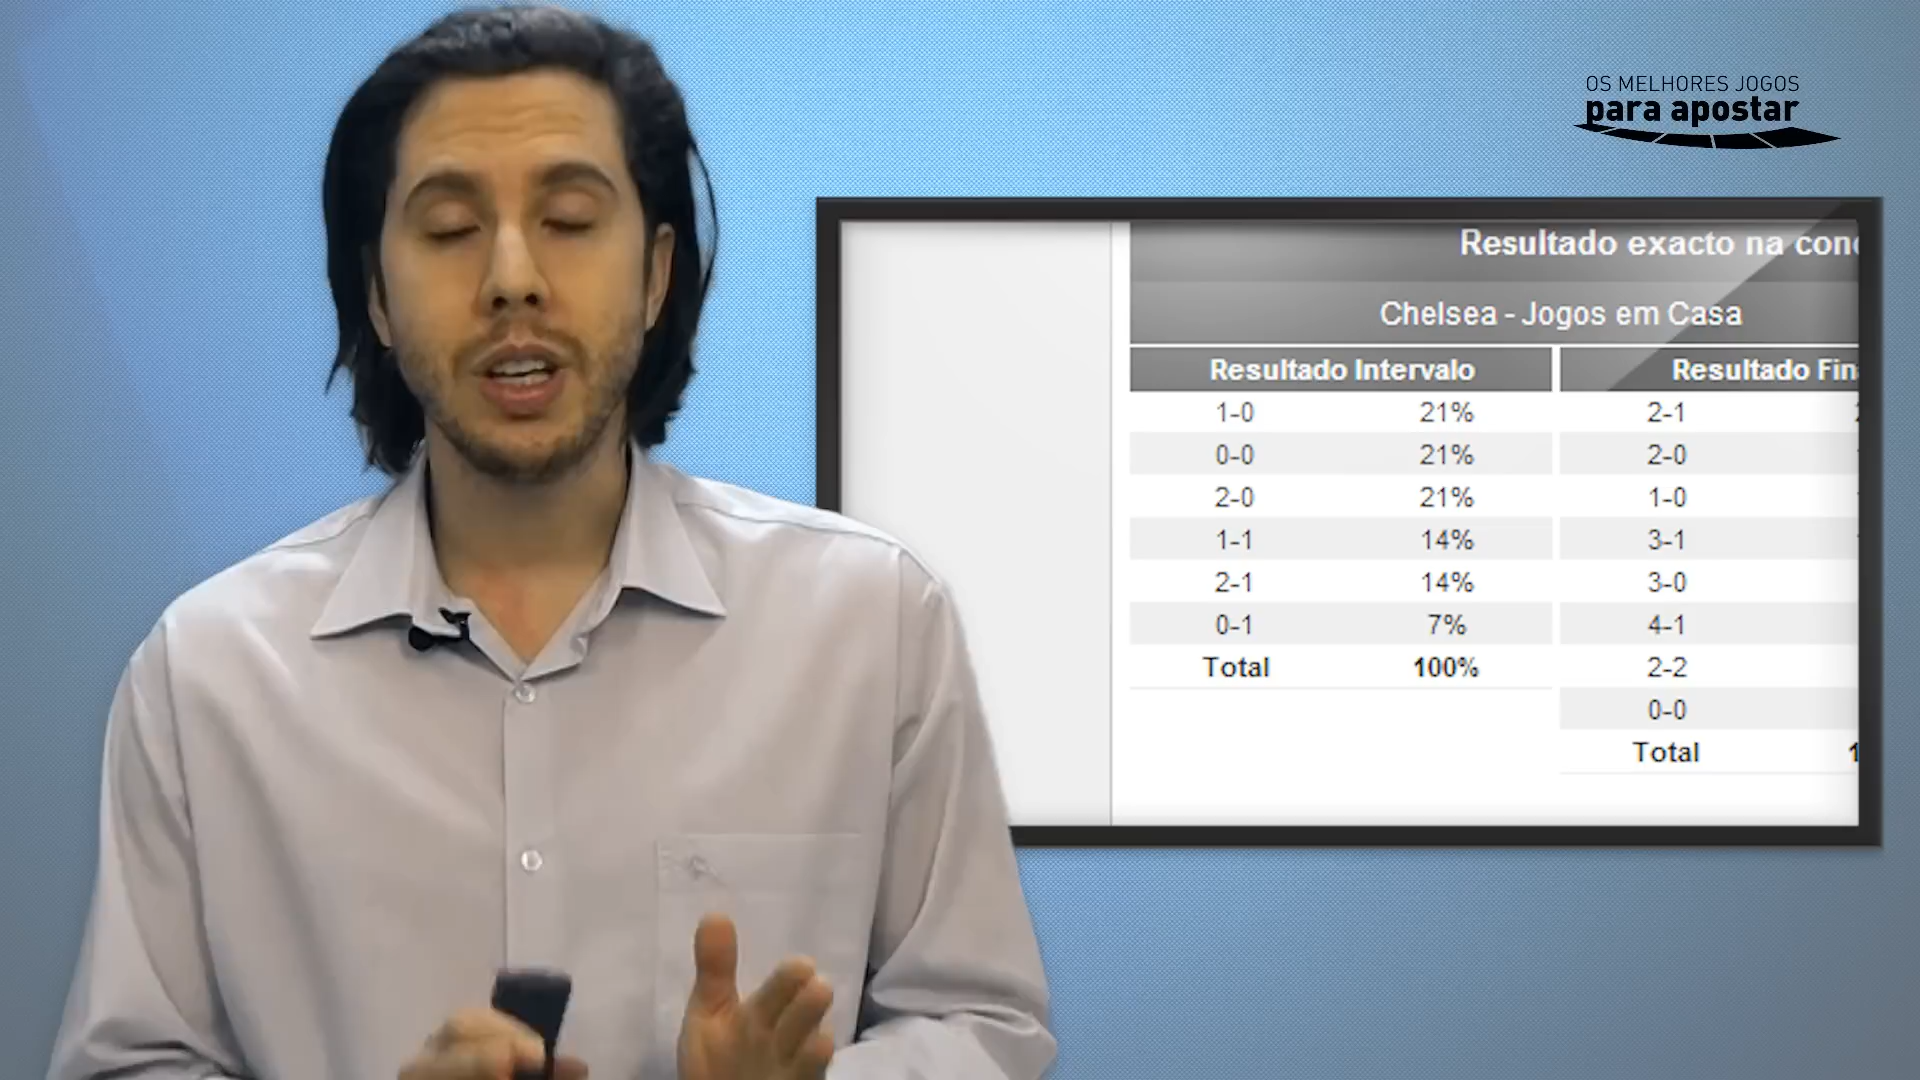 OS MELHORES JOGOS
para apostar
Resultado exacto na
Chelsea - Jogos em Casa
Resultado Intervalo Resultado
1-0 21% 2-1
0-0 21% 2-0
2-0 21% 1-0
1-1 14% 3-1
2-1 14% 3-0
0-1 7% 4-1
Total 100% 2-2
0-0
Total